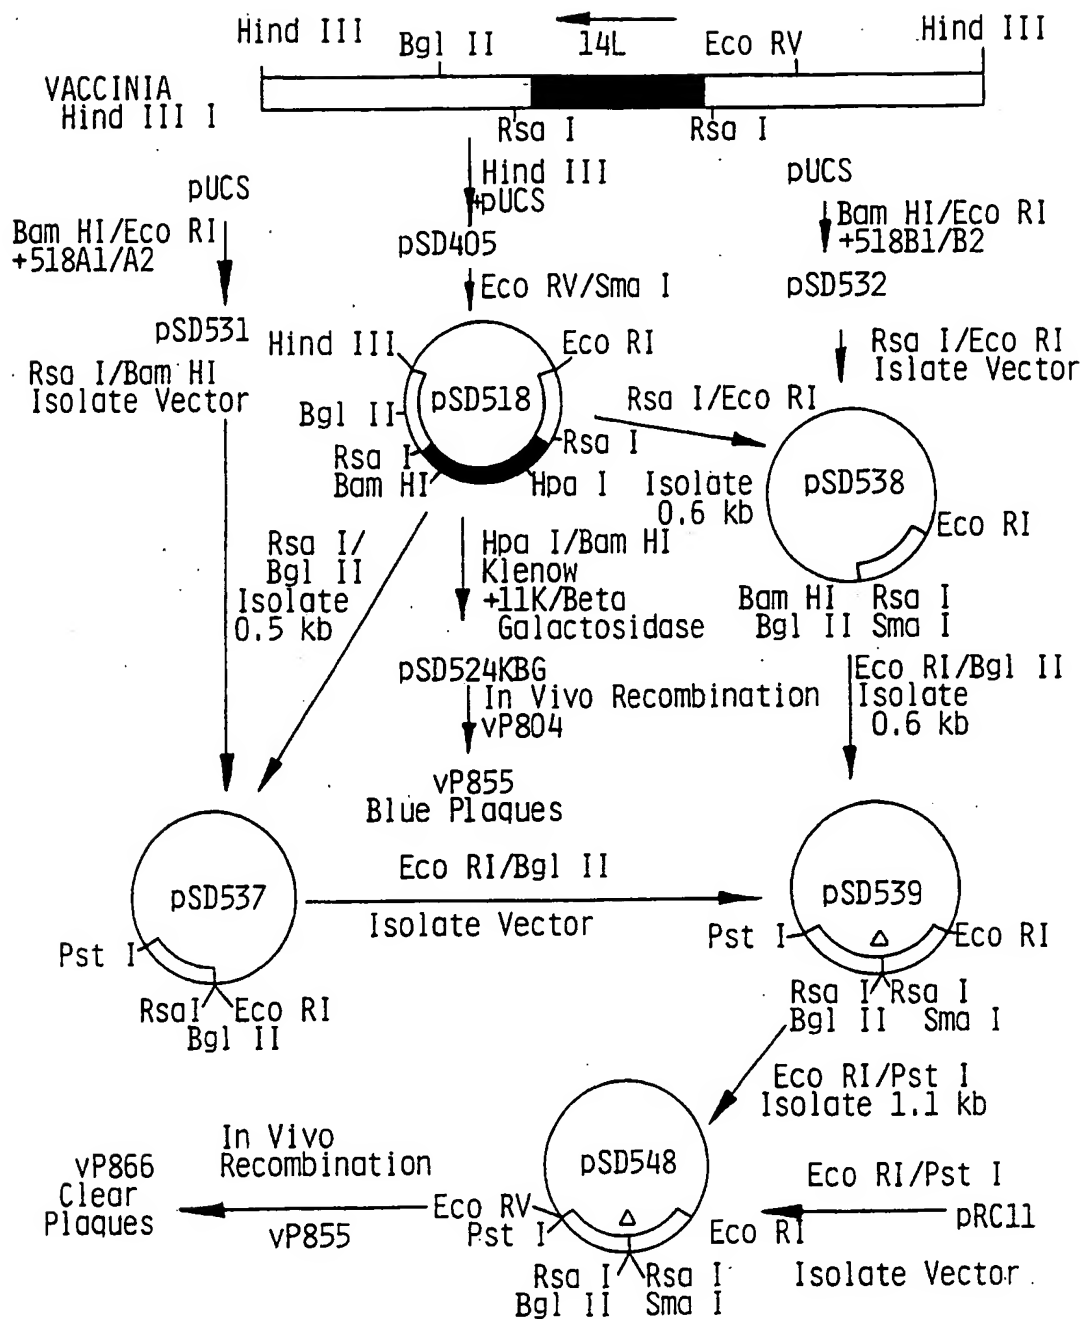 Hind III
Bgl II
14L
Eco RV
Hind III
VACCINIA
Hind III I
Rsa I
Rsa I
Hind III
+pUCS
pUCS
pUCS
Bam HI/Eco RI
+518A1/A2
pSD405
Bam HI/Eco RI
+518B1/B2
Eco RV/Sma I
pSD532
pSD531
Rsa I/Bam HI
Isolate Vector
Hind III
Eco RI
pSD518
Bgl II
Rsa I
Bam HI
Rsa I
Hpa I
Rsa I/Eco RI
Islate Vector
Rsa I/Eco RI
Isolate
0.6 kb
pSD538
Eco RI
Bam HI Rsa I
Bgl II Sma I
Rsa I/
Bgl II
Isolate
0.5 kb
Hpa I/Bam HI
Klenow
+11K/Beta
Galactosidase
pSD524KBG
In Vivo Recombination
vP804
Eco RI/Bgl II
Isolate
0.6 kb
vP855
Blue Plaques
pSD537
Pst I
RsaI
Eco RI
Bgl II
Eco RI/Bgl II
Isolate Vector
pSD539
Pst I
Δ
Eco RI
Rsa I Rsa I
Bgl II Sma I
Eco RI/Pst I
Isolate 1.1 kb
pSD548
In Vivo
Recombination
vP866
Clear
Plaques
vP855
Eco RV
Pst I
Δ
Eco RI
Rsa I Rsa I
Bgl II Sma I
Eco RI/Pst I
pRC11
Isolate Vector